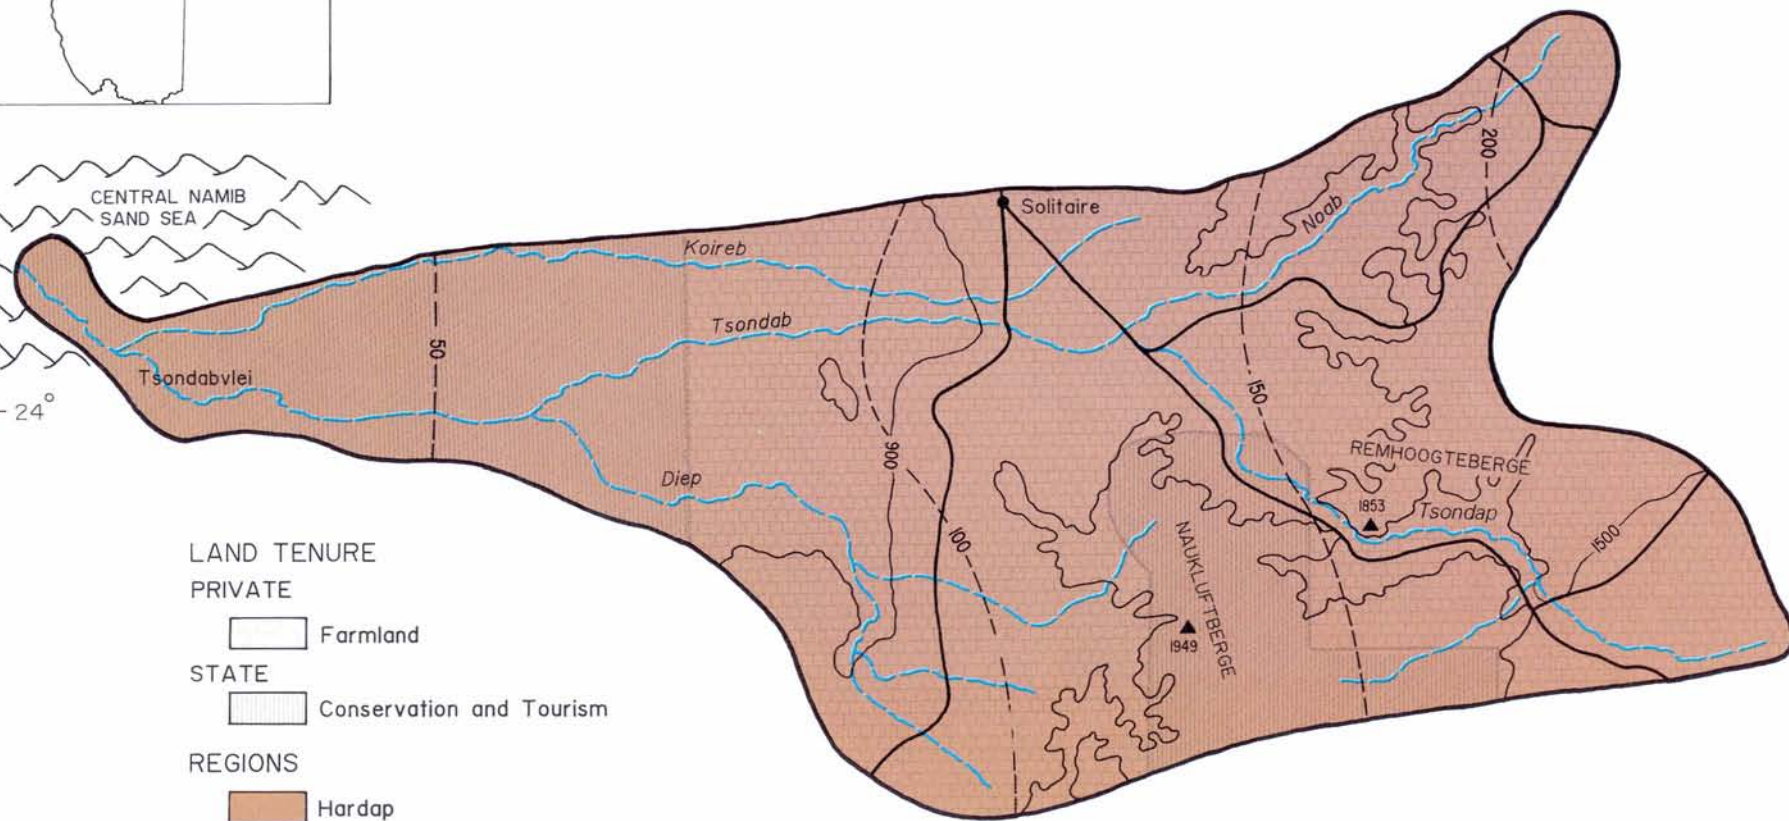 CENTRAL NAMIB
SAND SEA
Solitaire
Koireb
Noab
200
Tsondab
50
Tsondabvlei
24°
150
900
REMHOOGTEBERGE
Diep
1853
Tsondap
100
1500
NAUKLUFTBERGE
1949
LAND TENURE
PRIVATE
Farmland
STATE
Conservation and Tourism
REGIONS
Hardap